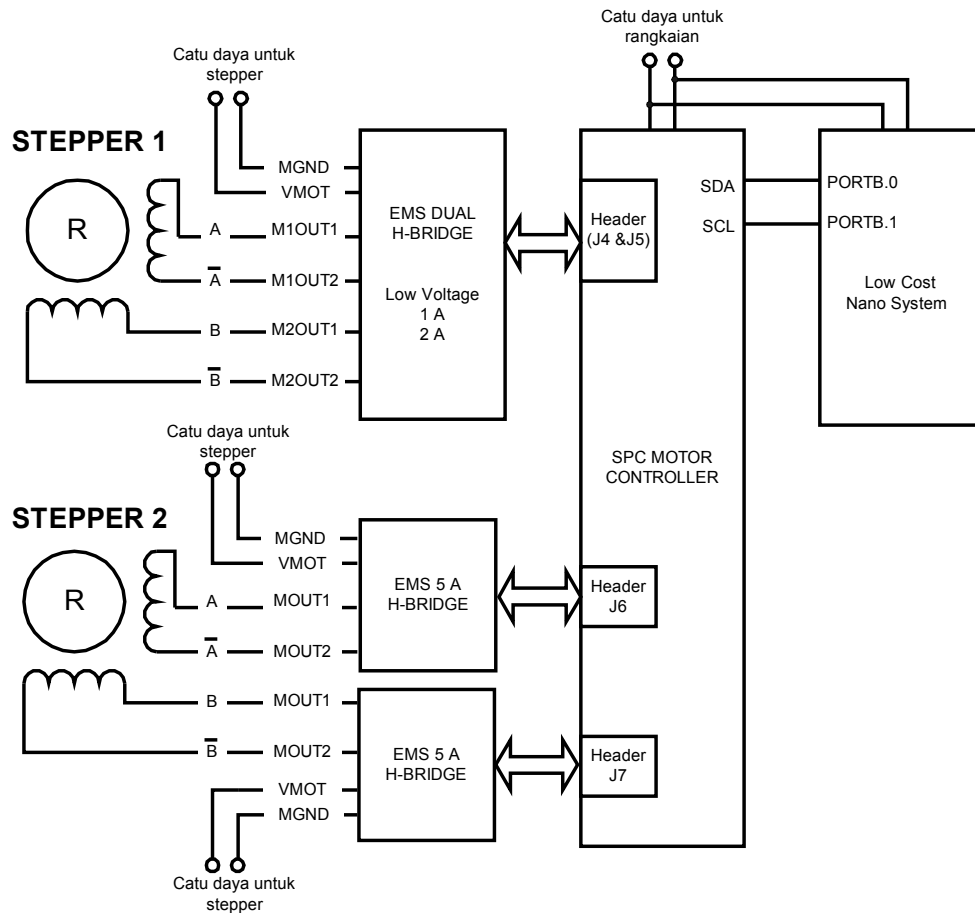 Catu daya untuk
rangkaian
Catu daya untuk
stepper
STEPPER 1
R
A
A
B
B
MGND
VMOT
M1OUT1
M1OUT2
M2OUT1
M2OUT2
EMS DUAL
H-BRIDGE
Low Voltage
1 A
2 A
Header
(J4 &J5)
SDA
SCL
PORTB.0
PORTB.1
Low Cost
Nano System
SPC MOTOR
CONTROLLER
Catu daya untuk
stepper
STEPPER 2
R
A
A
B
B
MGND
VMOT
MOUT1
MOUT2
EMS 5 A
H-BRIDGE
Header
J6
MOUT1
MOUT2
VMOT
MGND
EMS 5 A
H-BRIDGE
Header
J7
Catu daya untuk
stepper